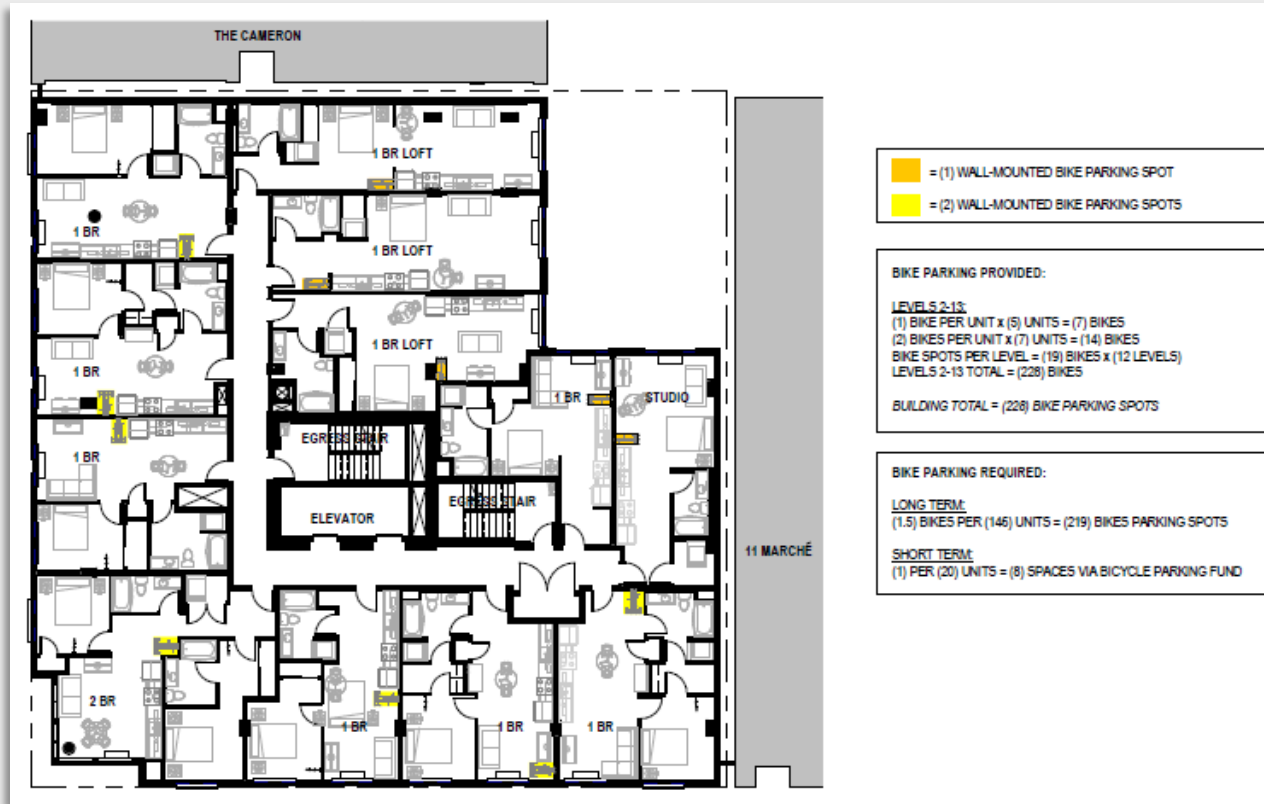 THE CAMERON
1 BR LOFT
1 BR
1 BR LOFT
1 BR LOFT
1 BR
1 BR
STUDIO
1 BR
EGRESS STAIR
EGRESS STAIR
ELEVATOR
11 MARCHÉ
2 BR
1 BR
1 BR
1 BR
= (1) WALL-MOUNTED BIKE PARKING SPOT
= (2) WALL-MOUNTED BIKE PARKING SPOTS
BIKE PARKING PROVIDED:
LEVELS 2-13:
(1) BIKE PER UNIT x (5) UNITS = (7) BIKES
(2) BIKES PER UNIT x (7) UNITS = (14) BIKES
BIKE SPOTS PER LEVEL = (19) BIKES x (12 LEVELS)
LEVELS 2-13 TOTAL = (228) BIKES
BUILDING TOTAL = (228) BIKE PARKING SPOTS
BIKE PARKING REQUIRED:
LONG TERM:
(1.5) BIKES PER (146) UNITS = (219) BIKES PARKING SPOTS
SHORT TERM:
(1) PER (20) UNITS = (8) SPACES VIA BICYCLE PARKING FUND